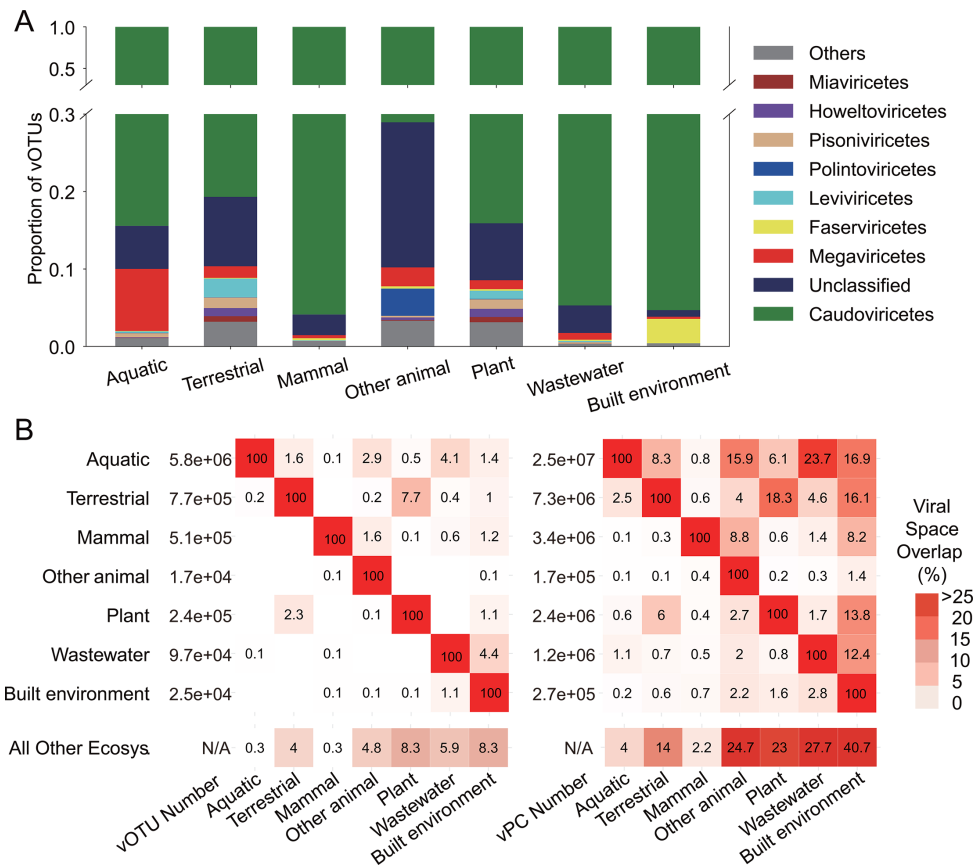 A
1.0
0.5
0.3
0.2
0.1
0.0
Proportion of vOTUs
Aquatic
Terrestrial
Mammal
Other animal
Plant
Wastewater
Built environment
Others
Miaviricetes
Howeltoviricetes
Pisoniviricetes
Polintoviricetes
Leviviricetes
Faserviricetes
Megaviricetes
Unclassified
Caudoviricetes
B
Aquatic 5.8e+06 100 1.6 0.1 2.9 0.5 4.1 1.4
Terrestrial 7.7e+05 0.2 100 0.2 7.7 0.4 1
Mammal 5.1e+05 100 1.6 0.1 0.6 1.2
Other animal 1.7e+04 0.1 100 0.1
Plant 2.4e+05 2.3 0.1 100 1.1
Wastewater 9.7e+04 0.1 0.1 100 4.4
Built environment 2.5e+04 0.1 0.1 0.1 1.1 100
All Other Ecosys. N/A 0.3 4 0.3 4.8 8.3 5.9 8.3
vOTU Number
Aquatic
Terrestrial
Mammal
Other animal
Plant
Wastewater
Built environment
2.5e+07 100 8.3 0.8 15.9 6.1 23.7 16.9
7.3e+06 2.5 100 0.6 4 18.3 4.6 16.1
3.4e+06 0.1 0.3 100 8.8 0.6 1.4 8.2
1.7e+05 0.1 0.1 0.4 100 0.2 0.3 1.4
2.4e+06 0.6 6 0.4 2.7 100 1.7 13.8
1.2e+06 1.1 0.7 0.5 2 0.8 100 12.4
2.7e+05 0.2 0.6 0.7 2.2 1.6 2.8 100
N/A 4 14 2.2 24.7 23 27.7 40.7
vPC Number
Aquatic
Terrestrial
Mammal
Other animal
Plant
Wastewater
Built environment
Viral
Space
Overlap
(%)
>25
20
15
10
5
0